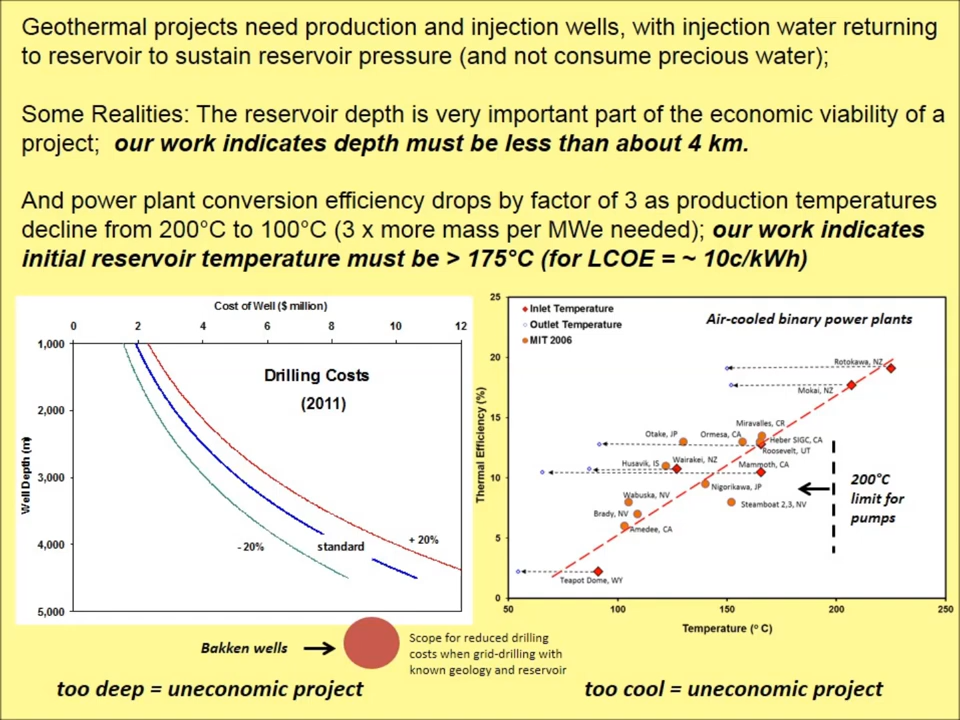 Geothermal projects need production and injection wells, with injection water returning
to reservoir to sustain reservoir pressure (and not consume precious water);
Some Realities: The reservoir depth is very important part of the economic viability of a
project; our work indicates depth must be less than about 4 km.
And power plant conversion efficiency drops by factor of 3 as production temperatures
decline from 200°C to 100°C (3 x more mass per MWe needed); our work indicates
initial reservoir temperature must be > 175°C (for LCOE = ~ 10c/kWh)
Cost of Well ($ million)
0 2 4 6 8 10 12
1,000
2,000
3,000
4,000
5,000
Well Depth (m)
Drilling Costs
(2011)
- 20%
standard
+ 20%
25
20
15
10
5
0
Thermal Efficiency (%)
Inlet Temperature
Outlet Temperature
MIT 2006
Air-cooled binary power plants
Rotokawa, NZ
Mokai, NZ
Miravalles, CR
Otake, JP
Ormesa, CA
Heber SIGC, CA
Roosevelt, UT
Husavik, IS
Wairakei, NZ
Mammoth, CA
Nigorikawa, JP
Wabuska, NV
Steamboat 2,3, NV
Brady, NV
Amedee, CA
Teapot Dome, WY
200°C
limit for
pumps
50 100 150 200 250
Temperature (° C)
Bakken wells
Scope for reduced drilling
costs when grid-drilling with
known geology and reservoir
too deep = uneconomic project
too cool = uneconomic project